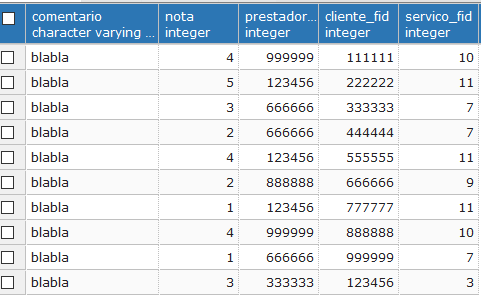 comentario nota prestador... cliente_fid servico_fid
character varying ... integer integer integer integer
blabla 4 999999 111111 10
blabla 5 123456 222222 11
blabla 3 666666 333333 7
blabla 2 666666 444444 7
blabla 4 123456 555555 11
blabla 2 888888 666666 9
blabla 1 123456 777777 11
blabla 4 999999 888888 10
blabla 1 666666 999999 7
blabla 3 333333 123456 3